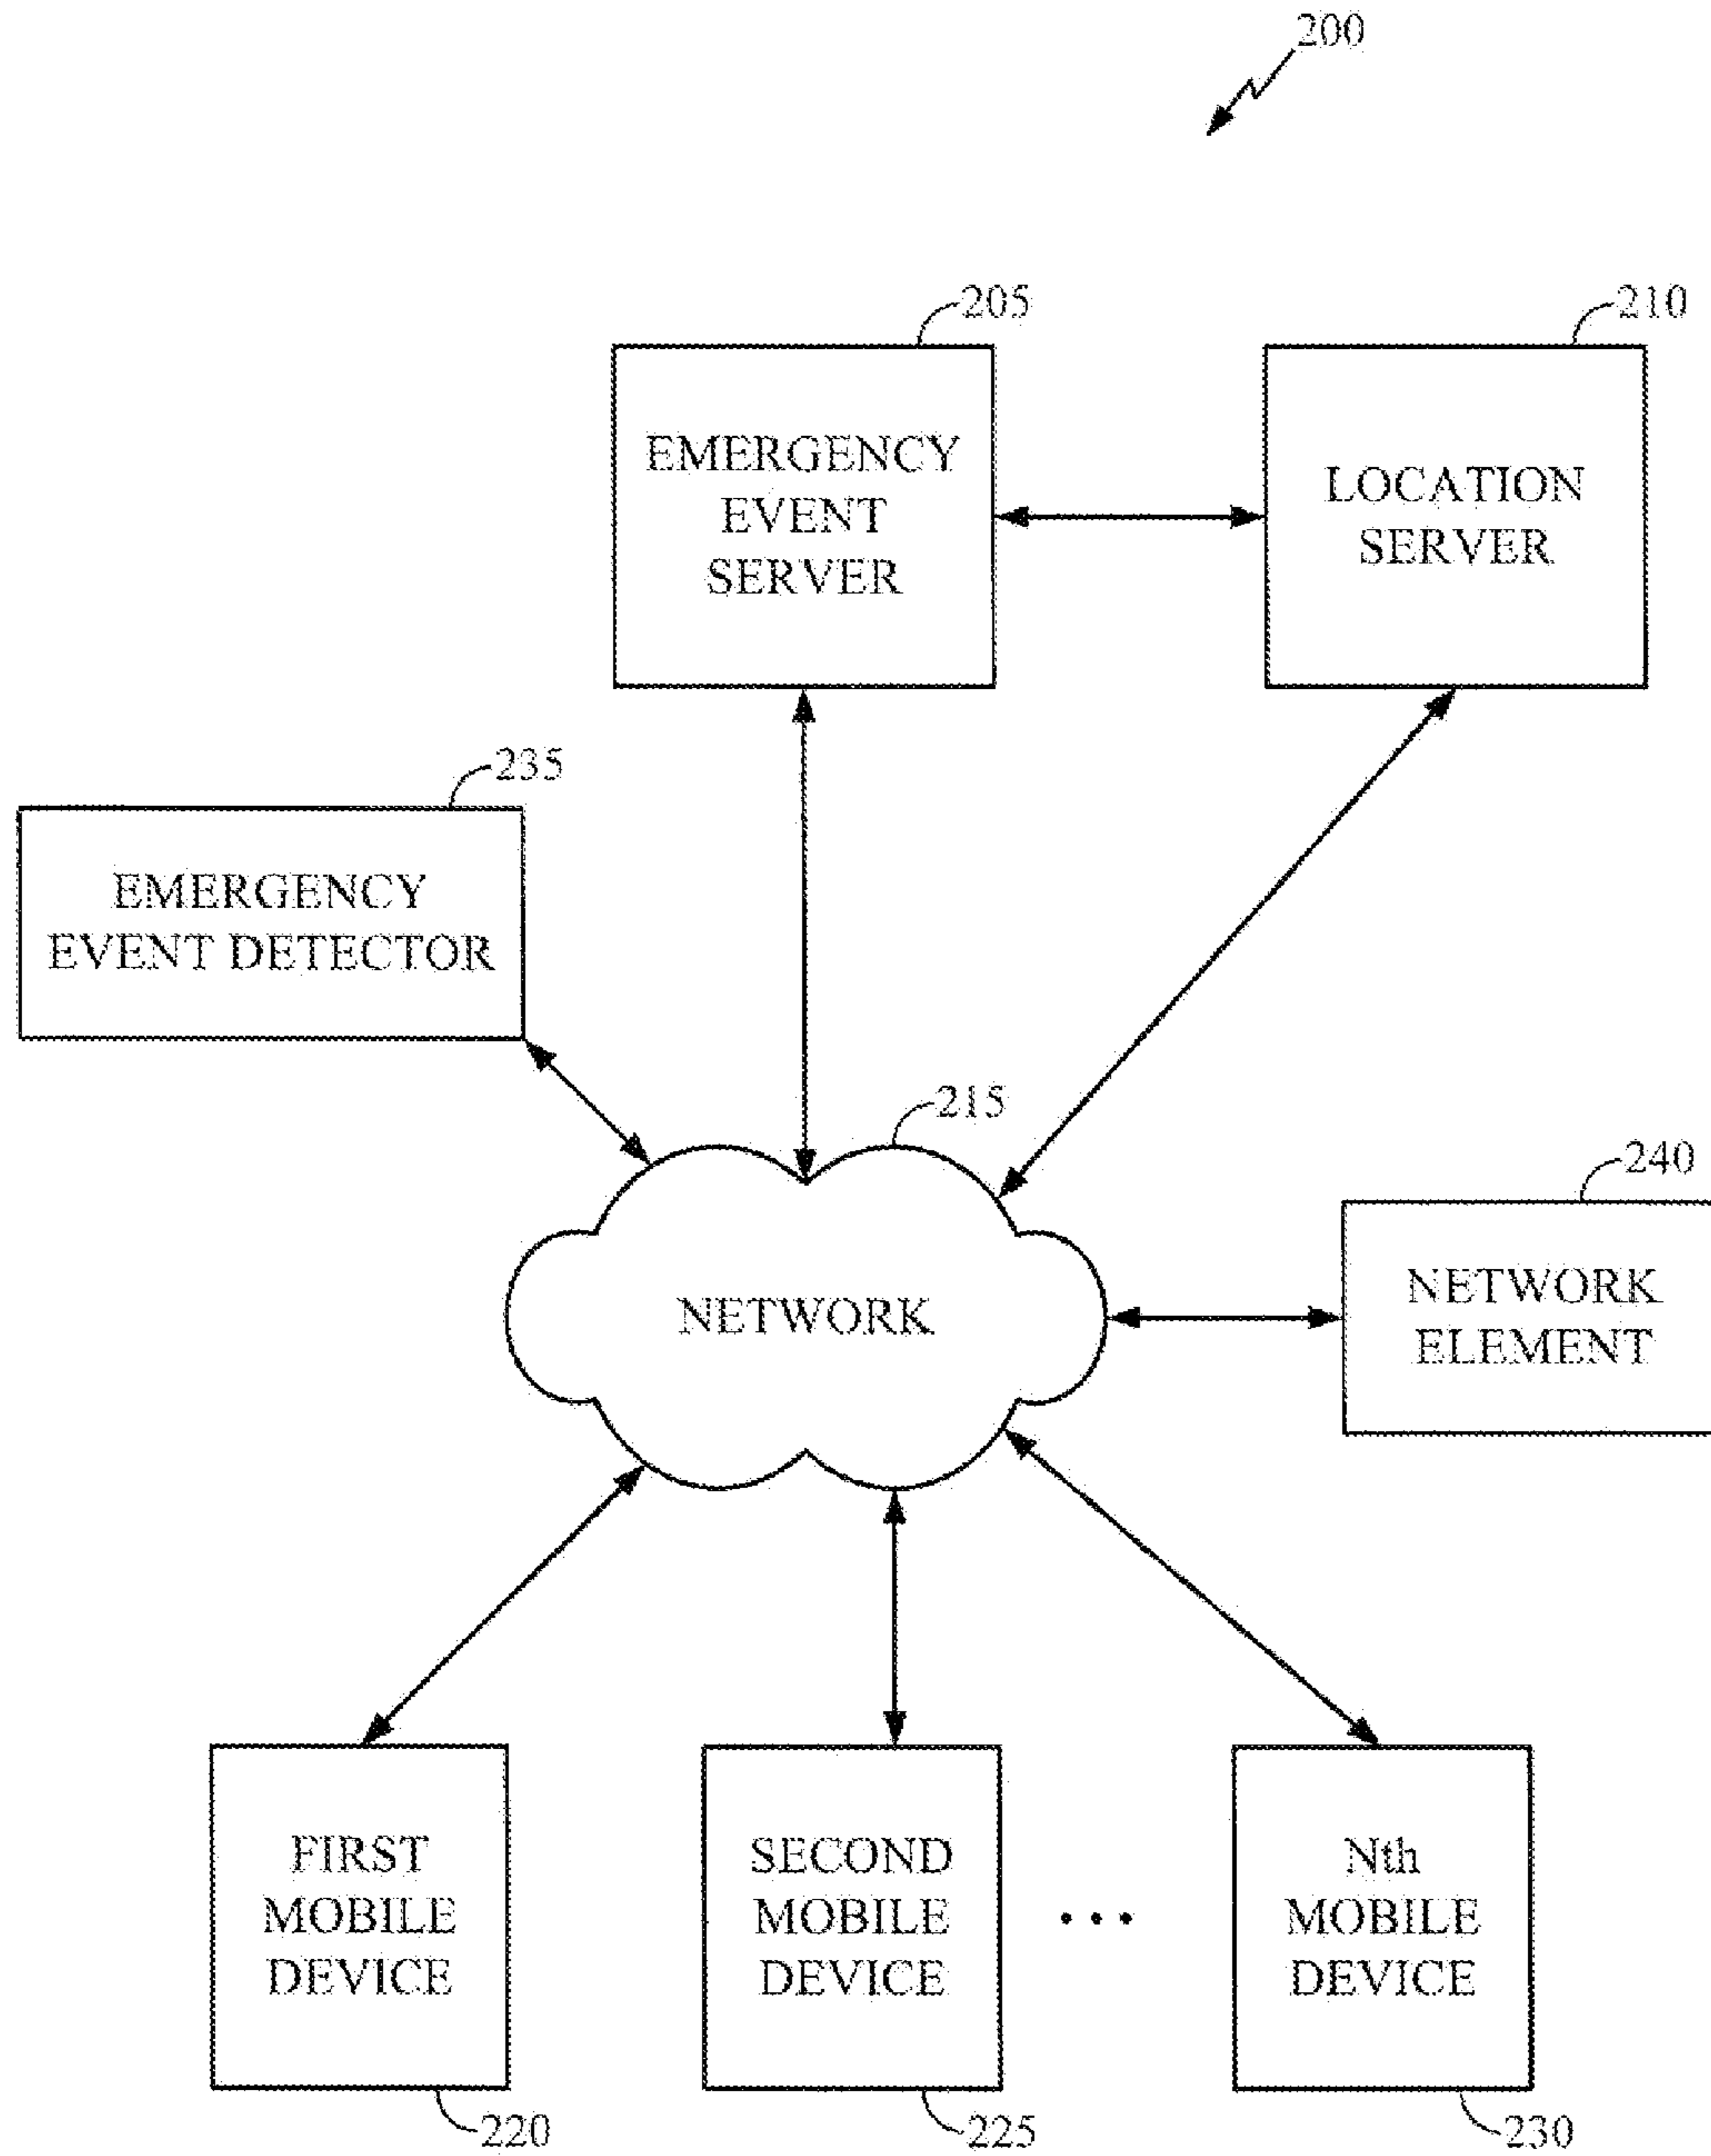 200
205
210
EMERGENCY
EVENT
SERVER
LOCATION
SERVER
235
EMERGENCY
EVENT DETECTOR
215
240
NETWORK
NETWORK
ELEMENT
FIRST
MOBILE
DEVICE
SECOND
MOBILE
DEVICE
...
Nth
MOBILE
DEVICE
220
225
230